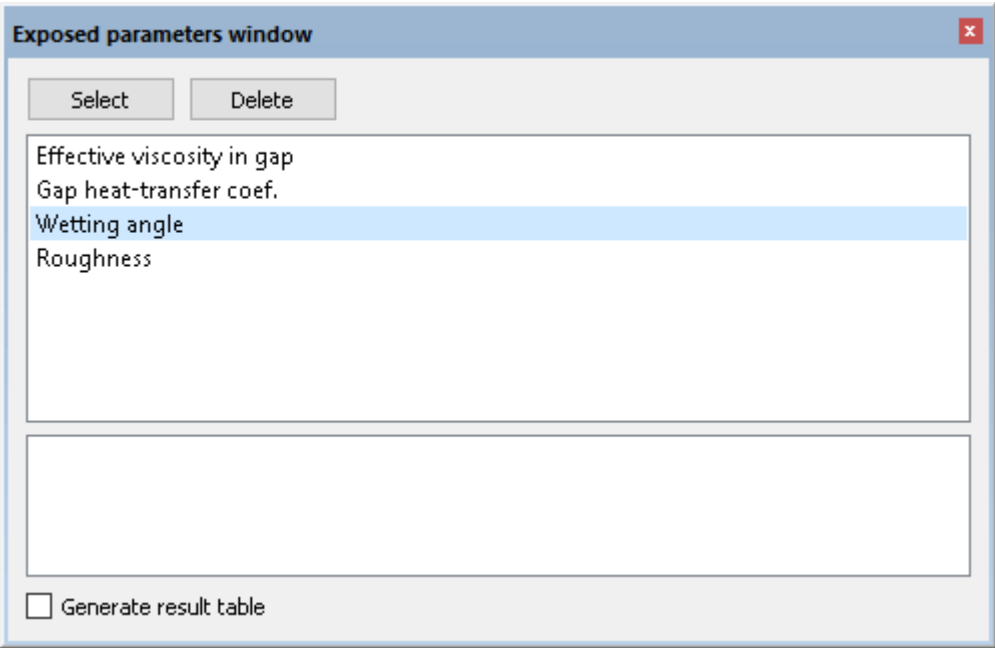 Exposed parameters window
x
Select
Delete
Effective viscosity in gap
Gap heat-transfer coef.
Wetting angle
Roughness
Generate result table